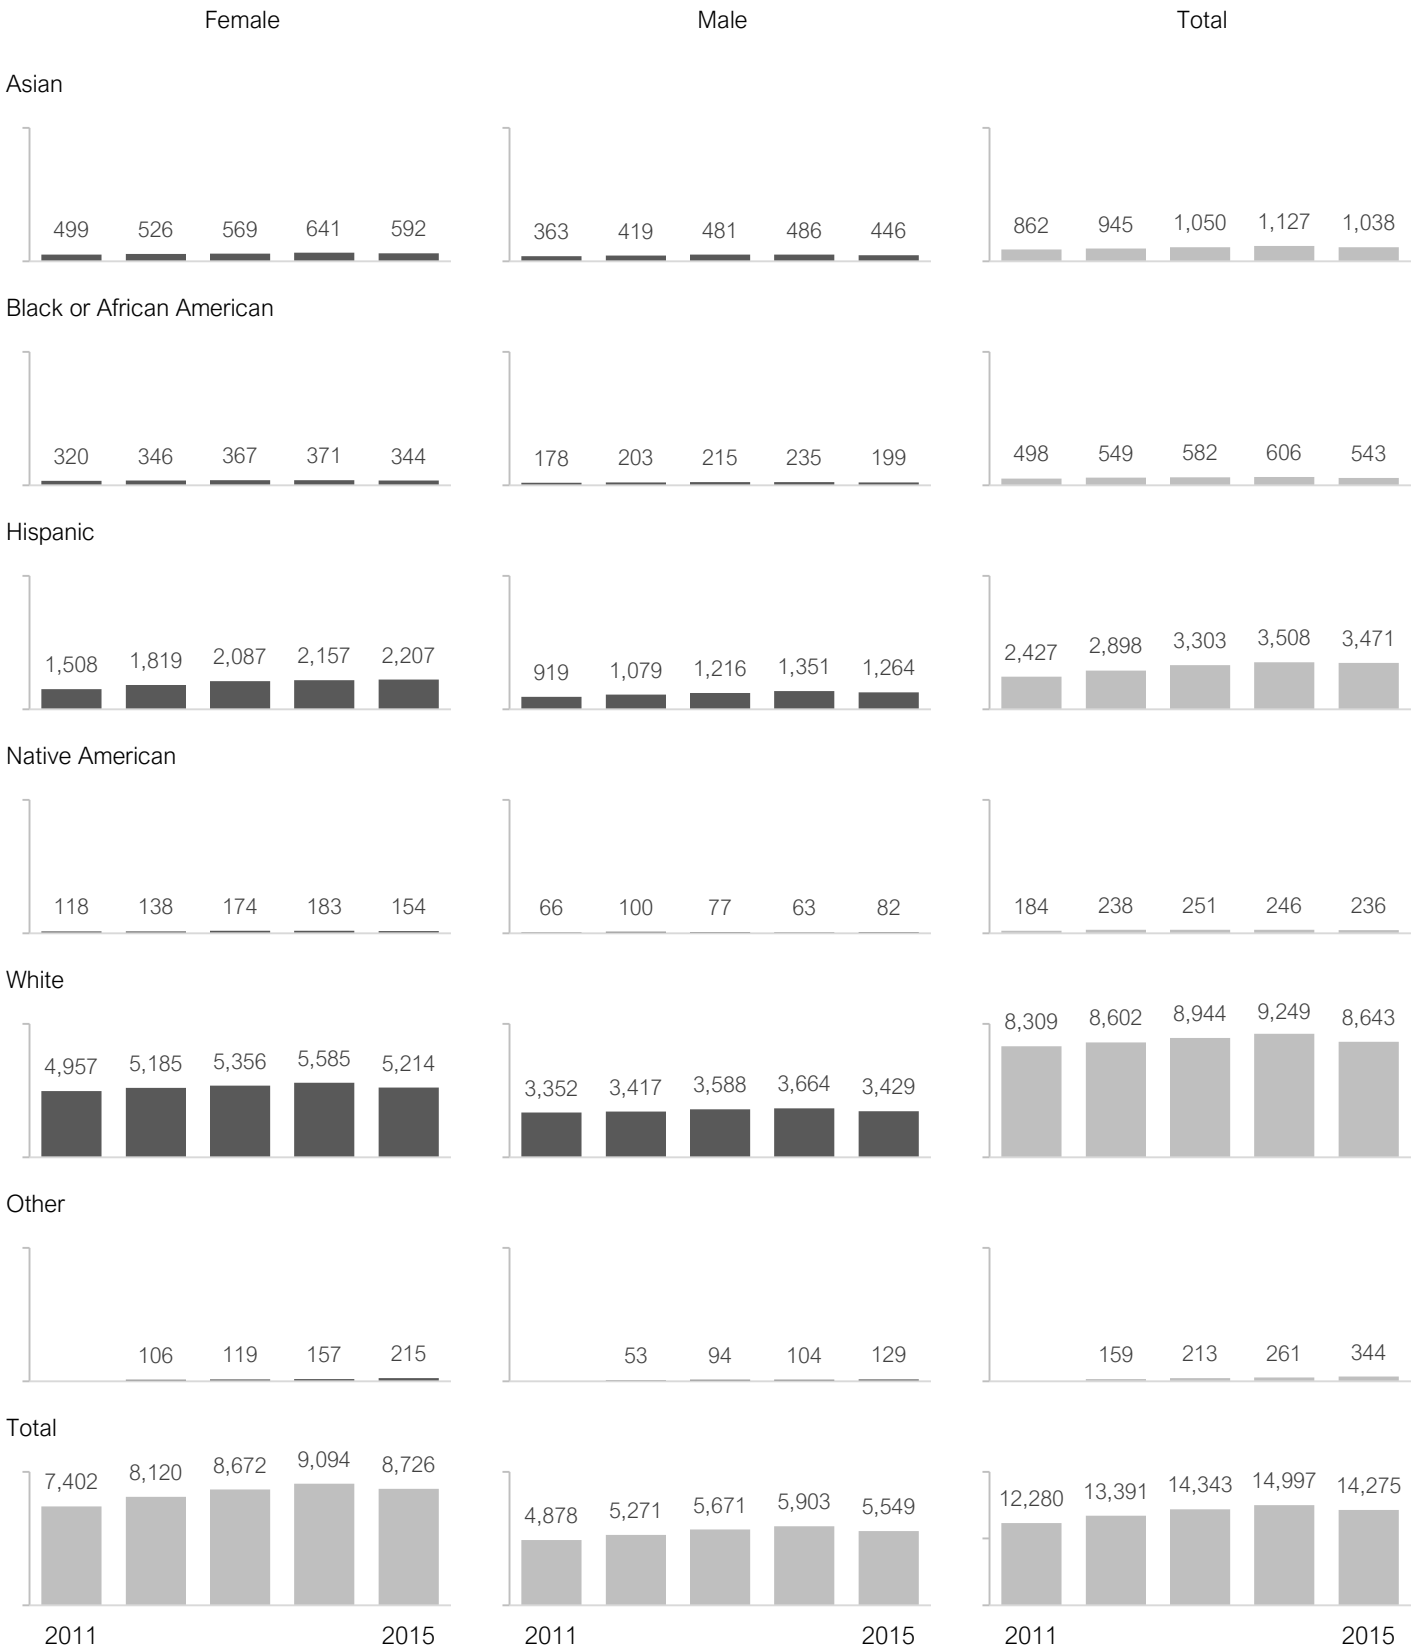 Female Male Total
Asian
499 526 569 641 592 363 419 481 486 446 862 945 1,050 1,127 1,038
Black or African American
320 346 367 371 344 178 203 215 235 199 498 549 582 606 543
Hispanic
1,508 1,819 2,087 2,157 2,207 919 1,079 1,216 1,351 1,264 2,427 2,898 3,303 3,508 3,471
Native American
118 138 174 183 154 66 100 77 63 82 184 238 251 246 236
White
4,957 5,185 5,356 5,585 5,214 3,352 3,417 3,588 3,664 3,429 8,309 8,602 8,944 9,249 8,643
Other
106 119 157 215 53 94 104 129 159 213 261 344
Total
7,402 8,120 8,672 9,094 8,726 4,878 5,271 5,671 5,903 5,549 12,280 13,391 14,343 14,997 14,275
2011 2015 2011 2015 2011 2015